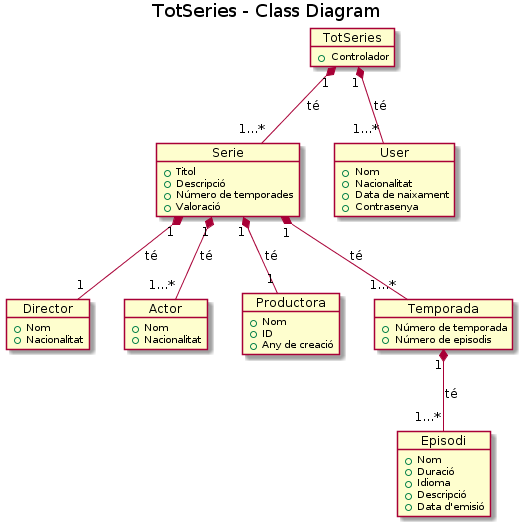 TotSeries - Class Diagram
TotSeries
Controlador
1 1
té té
1...* 1...*
Serie
Titol
Descripció
Número de temporades
Valoració
User
Nom
Nacionalitat
Data de naixament
Contrasenya
1 1 1 1
té té té té
1 1...* 1 1...*
Director
Nom
Nacionalitat
Actor
Nom
Nacionalitat
Productora
Nom
ID
Any de creació
Temporada
Número de temporada
Número de episodis
1
té
1...*
Episodi
Nom
Duració
Idioma
Descripció
Data d'emisió